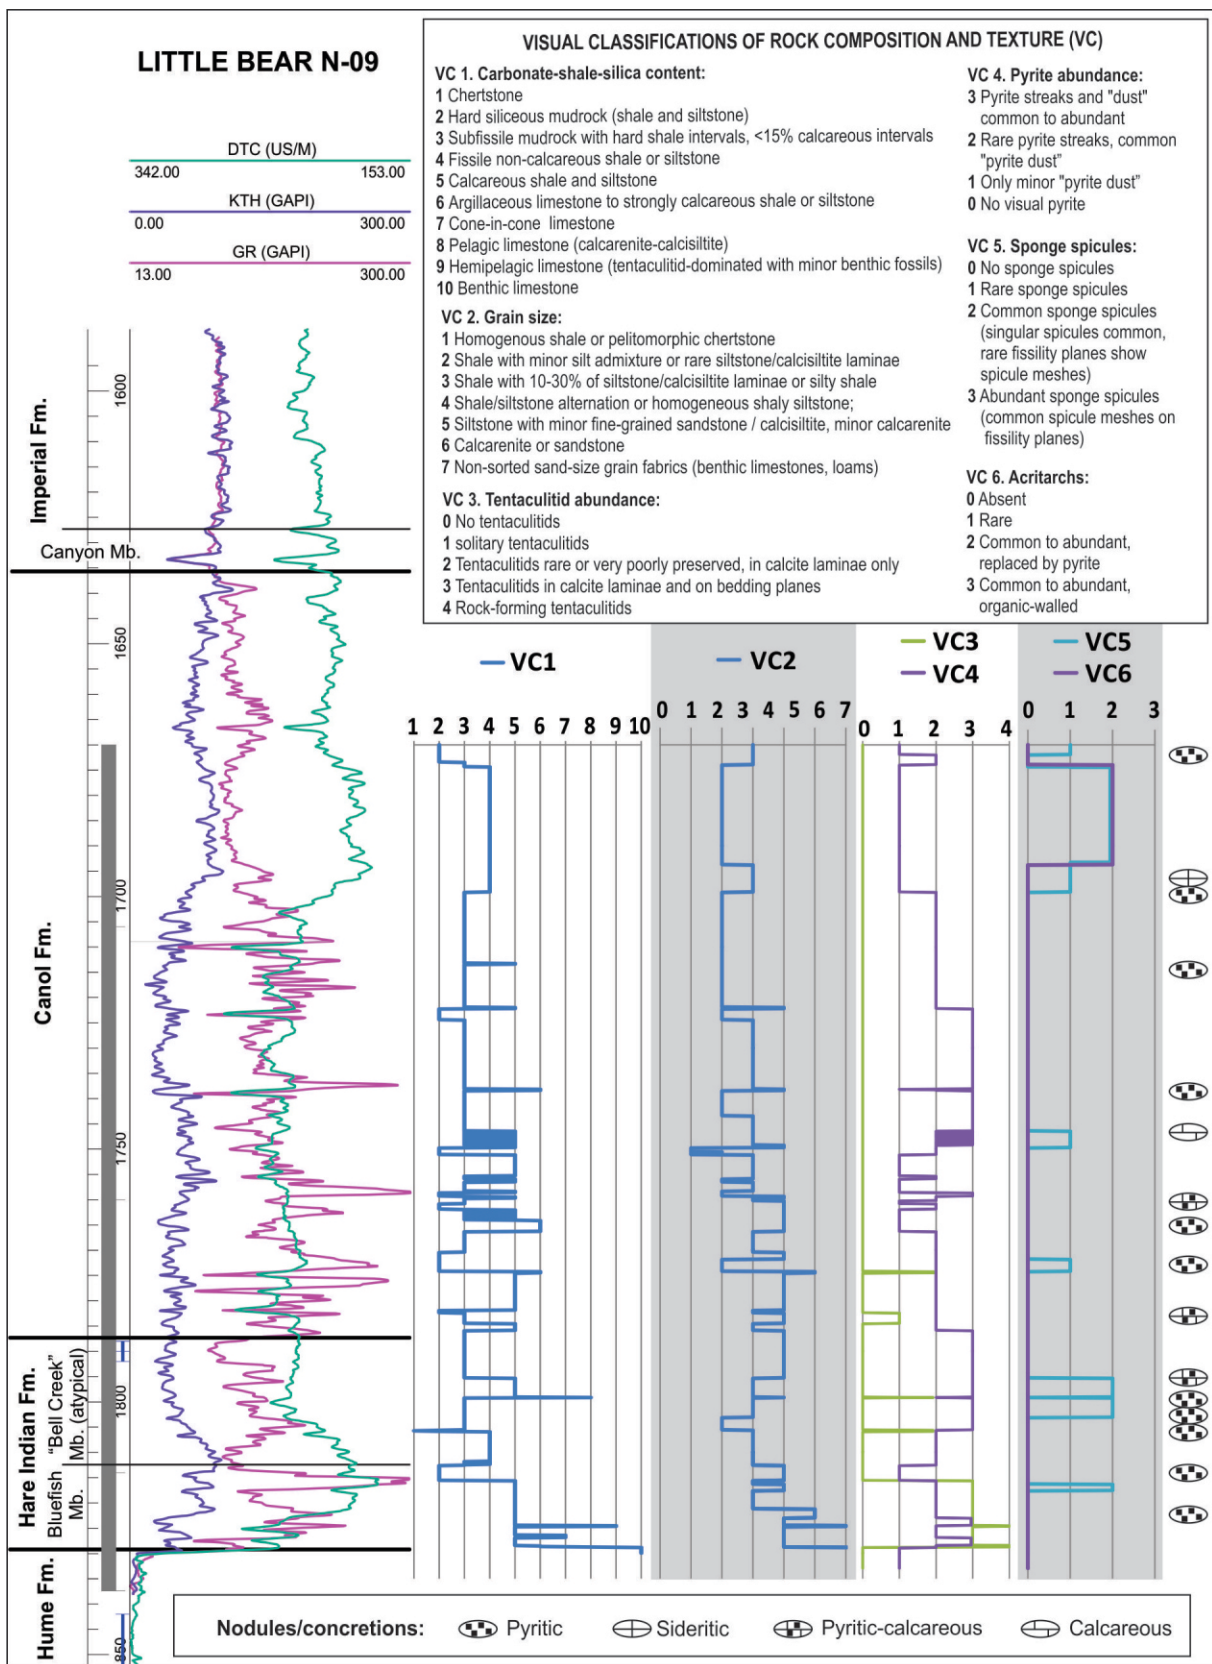 LITTLE BEAR N-09
DTC (US/M)
342.00 153.00
KTH (GAPI)
0.00 300.00
GR (GAPI)
13.00 300.00
VISUAL CLASSIFICATIONS OF ROCK COMPOSITION AND TEXTURE (VC)
VC 1. Carbonate-shale-silica content:
1 Chertstone
2 Hard siliceous mudrock (shale and siltstone)
3 Subfissile mudrock with hard shale intervals, <15% calcareous intervals
4 Fissile non-calcareous shale or siltstone
5 Calcareous shale and siltstone
6 Argillaceous limestone to strongly calcareous shale or siltstone
7 Cone-in-cone limestone
8 Pelagic limestone (calcarenite-calcisiltite)
9 Hemipelagic limestone (tentaculitid-dominated with minor benthic fossils)
10 Benthic limestone
VC 2. Grain size:
1 Homogenous shale or pelitomorphic chertstone
2 Shale with minor silt admixture or rare siltstone/calcisiltite laminae
3 Shale with 10-30% of siltstone/calcisiltite laminae or silty shale
4 Shale/siltstone alternation or homogeneous shaly siltstone;
5 Siltstone with minor fine-grained sandstone / calcisiltite, minor calcarenite
6 Calcarenite or sandstone
7 Non-sorted sand-size grain fabrics (benthic limestones, loams)
VC 3. Tentaculitid abundance:
0 No tentaculitids
1 solitary tentaculitids
2 Tentaculitids rare or very poorly preserved, in calcite laminae only
3 Tentaculitids in calcite laminae and on bedding planes
4 Rock-forming tentaculitids
VC 4. Pyrite abundance:
3 Pyrite streaks and "dust"
common to abundant
2 Rare pyrite streaks, common
"pyrite dust"
1 Only minor "pyrite dust"
0 No visual pyrite
VC 5. Sponge spicules:
0 No sponge spicules
1 Rare sponge spicules
2 Common sponge spicules
(singular spicules common,
rare fissility planes show
spicule meshes)
3 Abundant sponge spicules
(common spicule meshes on
fissility planes)
VC 6. Acritarchs:
0 Absent
1 Rare
2 Common to abundant,
replaced by pyrite
3 Common to abundant,
organic-walled
Imperial Fm.
Canyon Mb.
Canol Fm.
Hare Indian Fm.
"Bell Creek"
Mb. (atypical)
Bluefish
Mb.
Hume Fm.
1600
1650
1700
1750
1800
850
VC1
1 2 3 4 5 6 7 8 9 10
VC2
0 1 2 3 4 5 6 7
VC3
VC4
0 1 2 3 4
VC5
VC6
0 1 2 3
Nodules/concretions: Pyritic Sideritic Pyritic-calcareous Calcareous